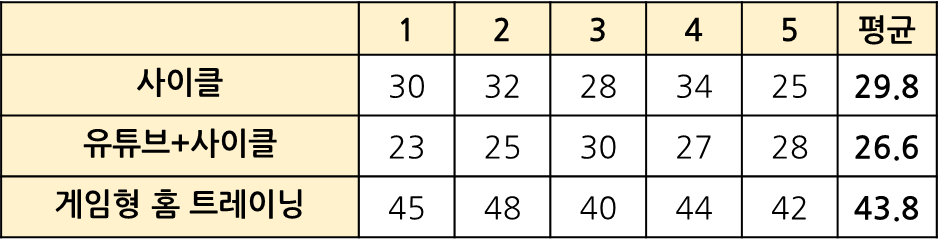 1 2 3 4 5 평균
사이클 30 32 28 34 25 29.8
유튜브+사이클 23 25 30 27 28 26.6
게임형 홈 트레이닝 45 48 40 44 42 43.8